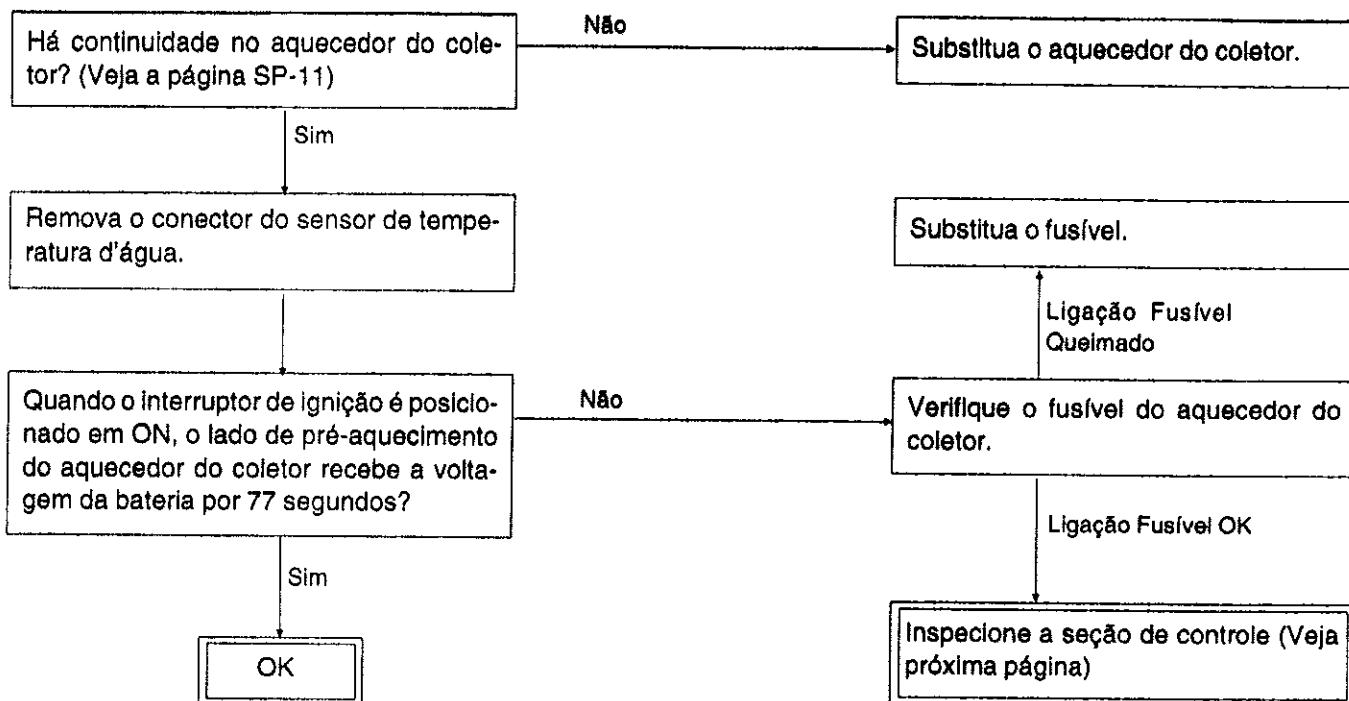 Há continuidade no aquecedor do cole-
tor? (Veja a página SP-11)
Não
Substitua o aquecedor do coletor.
Sim
Remova o conector do sensor de tempe-
ratura d'água.
Substitua o fusível.
Ligação Fusível
Queimado
Quando o interruptor de ignição é posicio-
nado em ON, o lado de pré-aquecimento
do aquecedor do coletor recebe a volta-
gem da bateria por 77 segundos?
Não
Verifique o fusível do aquecedor do
coletor.
Ligação Fusível OK
Sim
OK
Inspecione a seção de controle (Veja
próxima página)